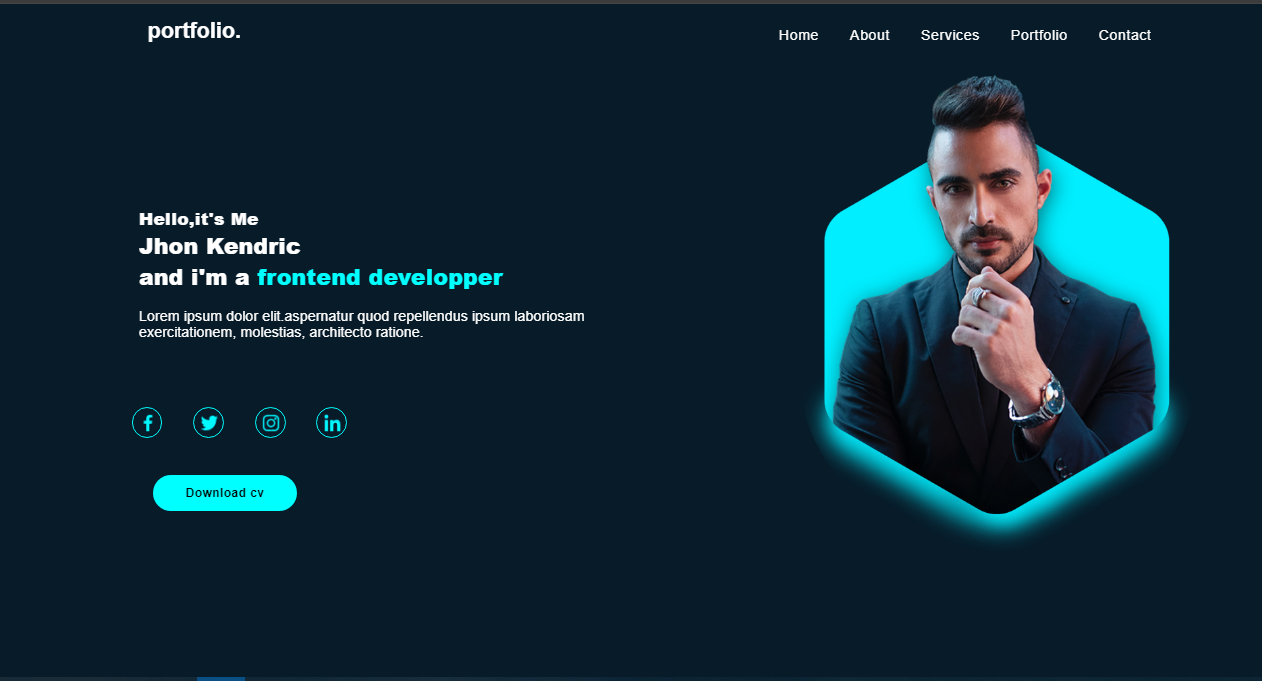 portfolio.
Home About Services Portfolio Contact
Hello,it's Me
Jhon Kendric
and i'm a frontend developper
Lorem ipsum dolor elit.aspernatur quod repellendus ipsum laboriosam
exercitationem, molestias, architecto ratione.
Download cv